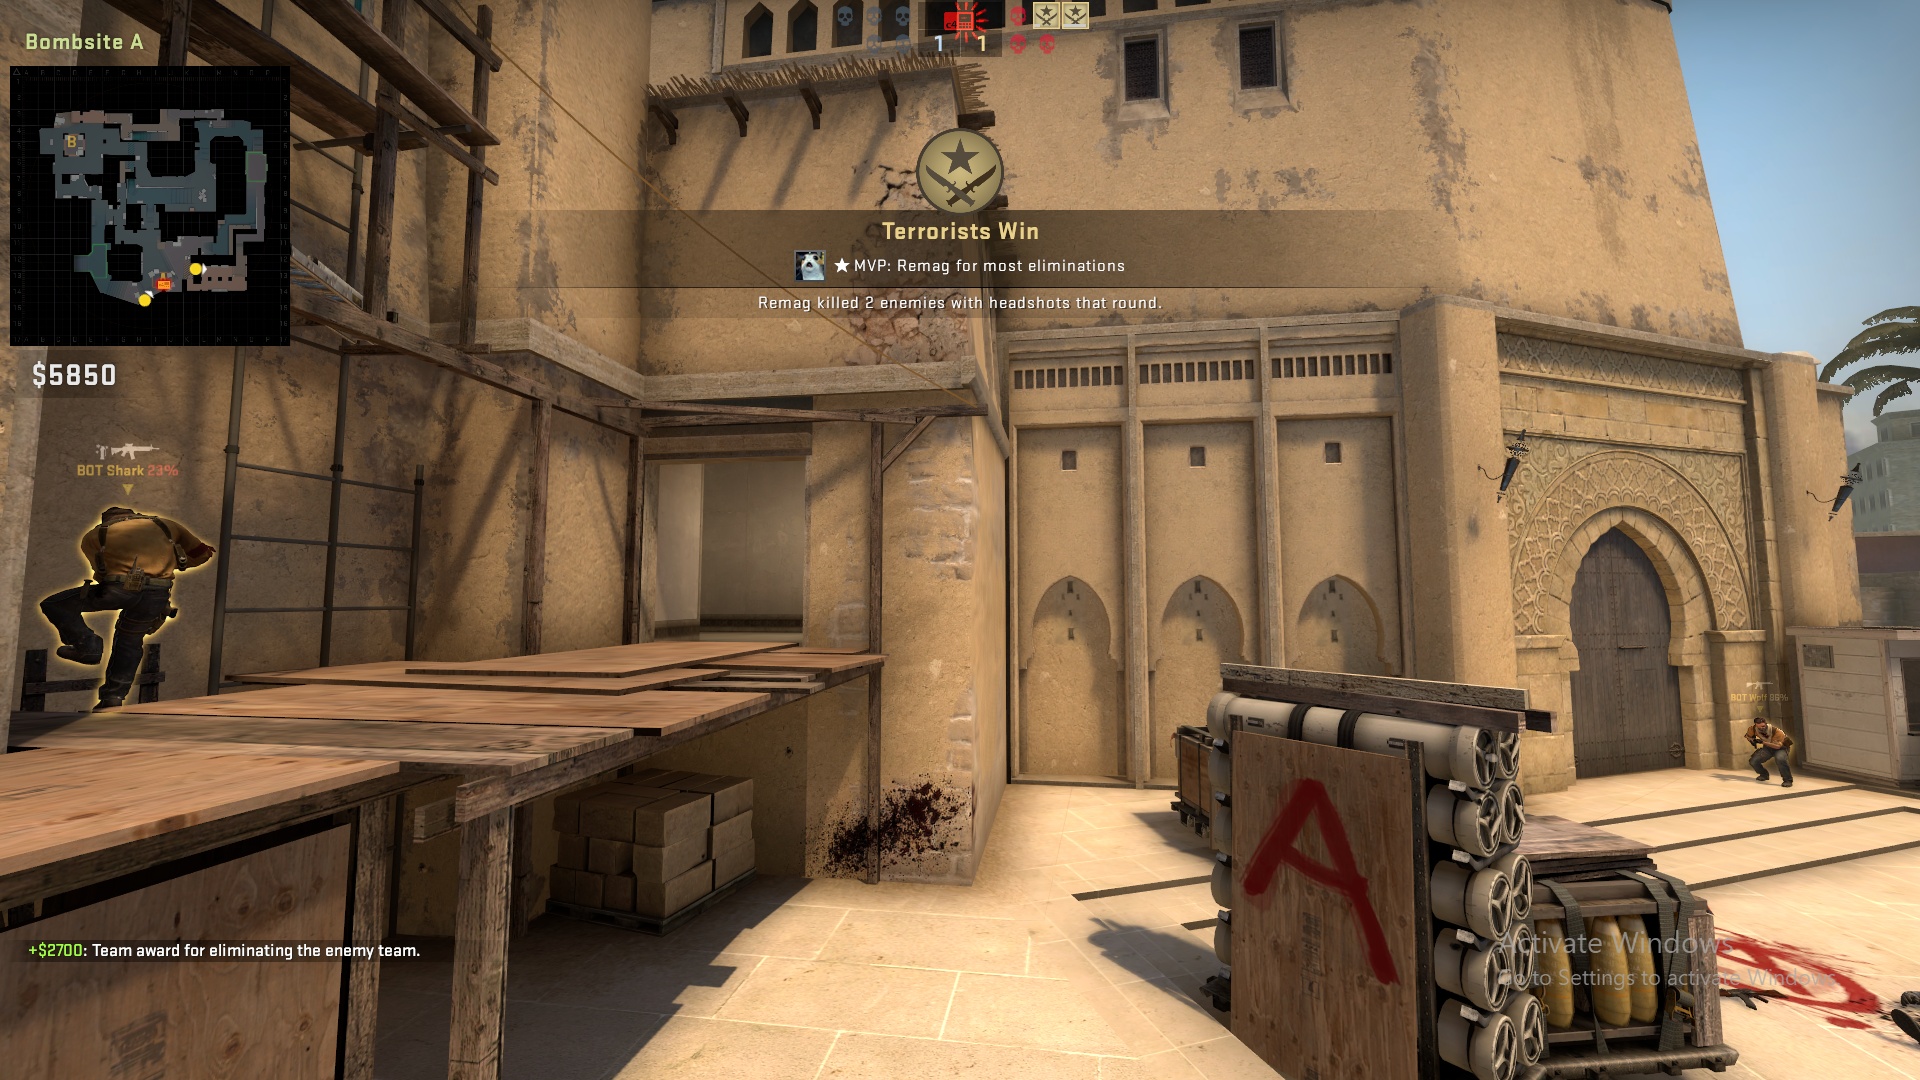 Bombsite A
B
$5850
1 1
Terrorists Win
MVP: Remag for most eliminations
Remag killed 2 enemies with headshots that round.
BOT Shark 23%
A
+$2700: Team award for eliminating the enemy team.
Activate Windows
Go to Settings to activate Windows.